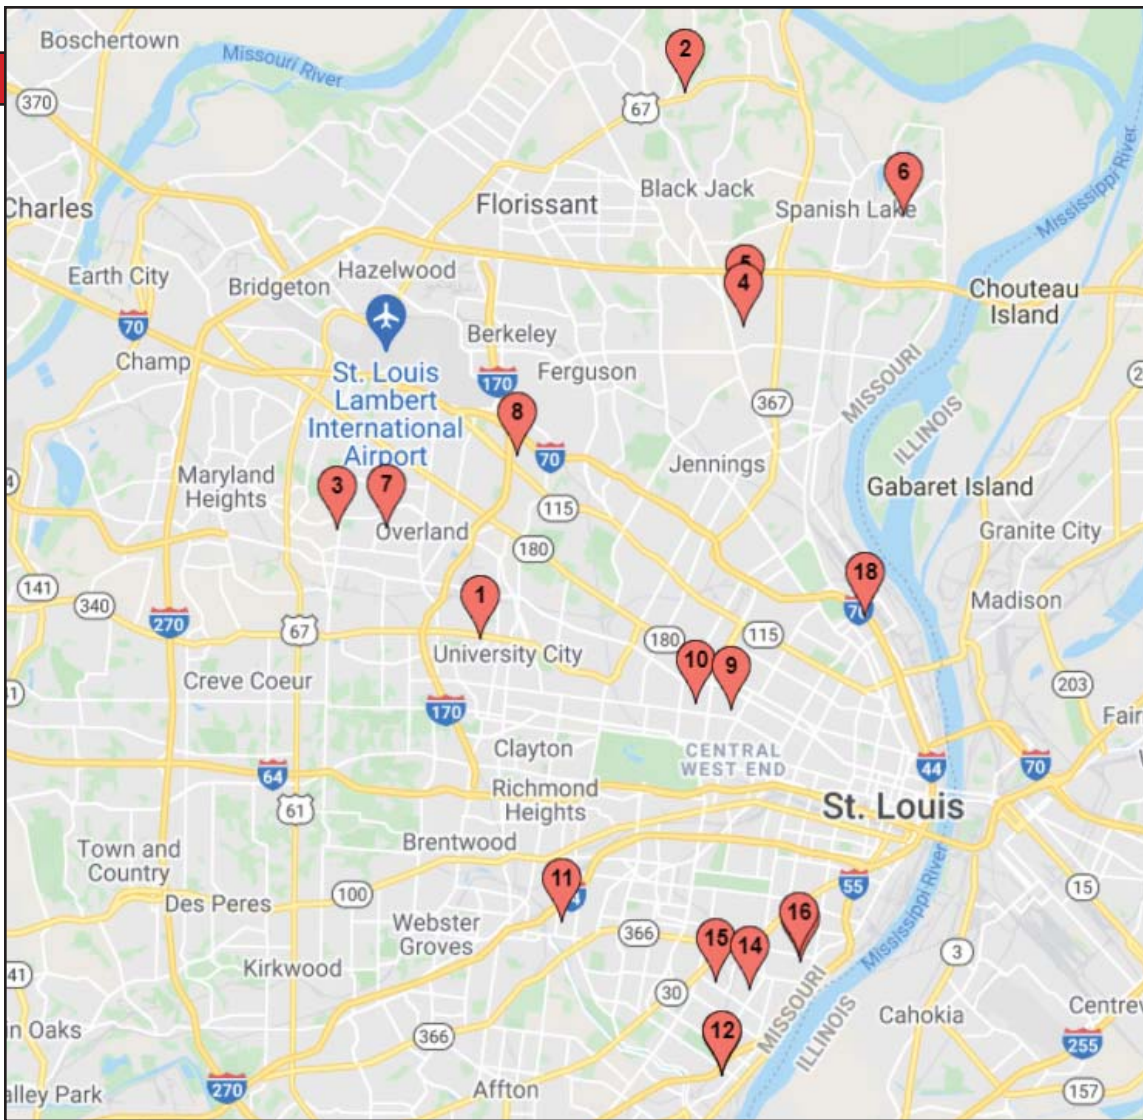 Boschertown
Missouri River
2
370
67
Black Jack
6
Charles
Florissant
Spanish Lake
Mississippi River
Earth City
Hazelwood
5
Bridgeton
4
Chouteau
Island
70
Berkeley
Champ
St. Louis
Lambert
International
Airport
170
Ferguson
MISSOURI
ILLINOIS
367
8
70
Jennings
Maryland
Heights
3
7
Gabaret Island
Overland
115
Granite City
180
141
340
270
1
18
70
Madison
67
University City
180
115
10
9
Creve Coeur
203
170
Clayton
CENTRAL
WEST END
Fair
64
44
70
61
Richmond
Heights
St. Louis
Brentwood
Town and
Country
100
11
55
15
Des Peres
Mississippi River
Webster
Groves
366
15
14
16
3
41
Kirkwood
30
MISSOURI
ILLINOIS
Centrev
in Oaks
366
12
Cahokia
255
alley Park
270
Affton
157